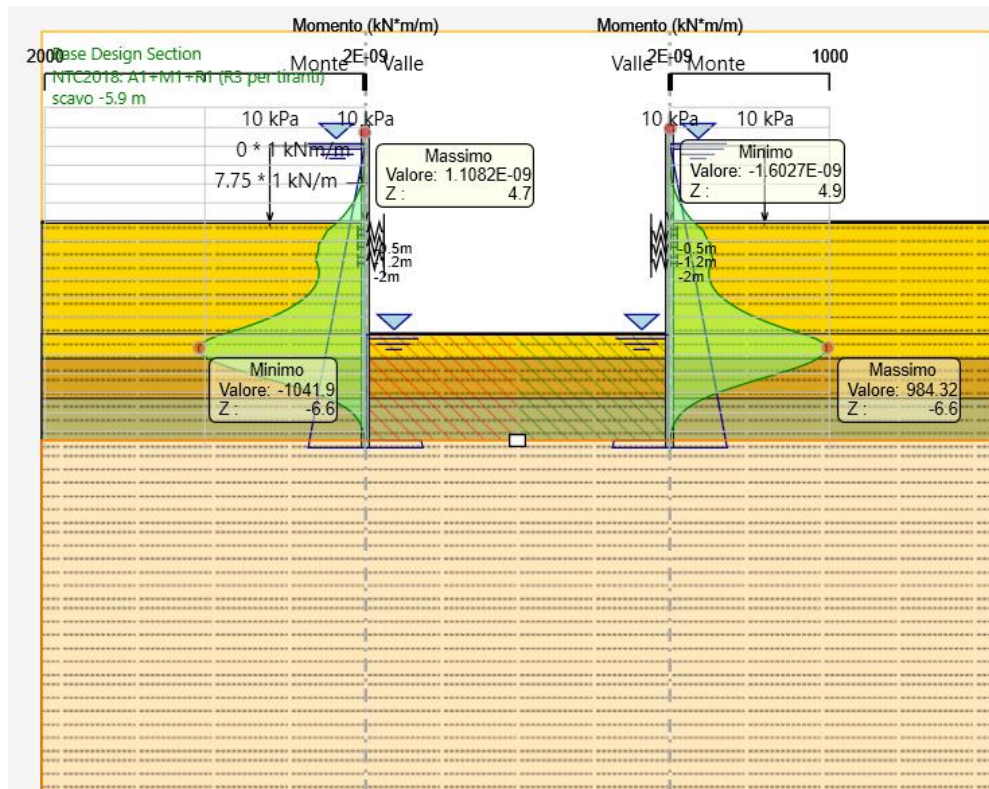 Momento (kN*m/m)
Momento (kN*m/m)
2000
2E+09
2E+09
1000
Base Design Section
NTC2018: A1+M1+R1 (R3 per tiranti)
scavo -5.9 m
Monte
Valle
Valle
Monte
10 kPa
10 kPa
10 kPa
10 kPa
0 * 1 kNm/m
7.75 * 1 kN/m
Massimo
Valore: 1.1082E-09
Z : 4.7
Minimo
Valore: -1.6027E-09
Z : 4.9
-0.5m
-1.2m
-2m
-0.5m
-1.2m
-2m
Minimo
Valore: -1041.9
Z : -6.6
Massimo
Valore: 984.32
Z : -6.6